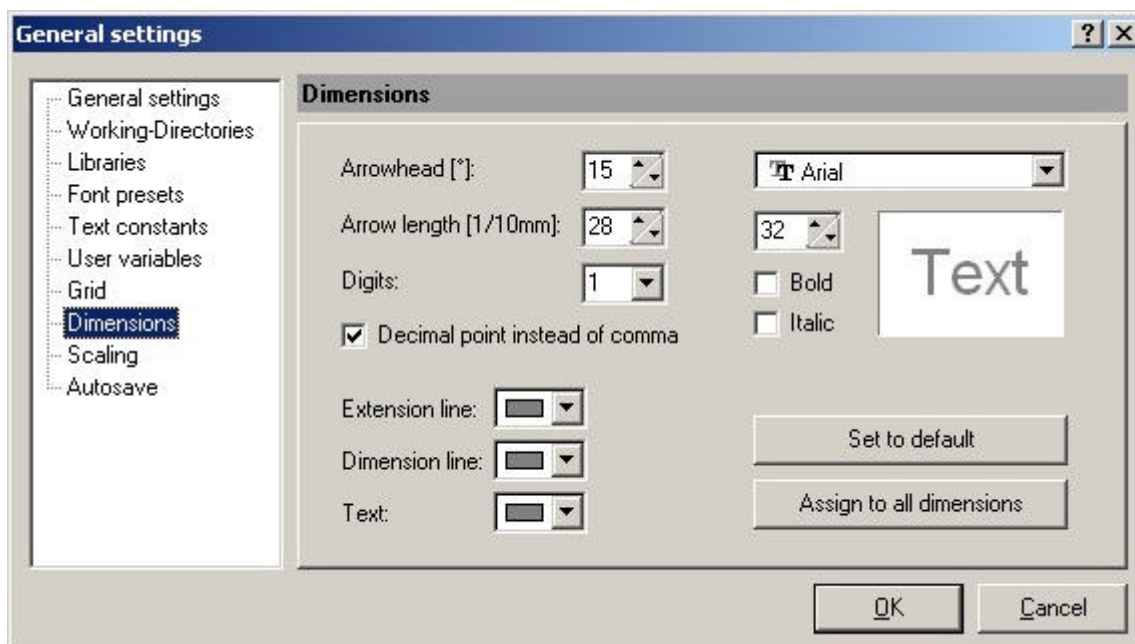 General settings
General settings
Working-Directories
Libraries
Font presets
Text constants
User variables
Grid
Dimensions
Scaling
Autosave
Dimensions
Arrowhead [°]: 15
Arial
Arrow length [1/10mm]: 28
32
Digits: 1
Bold
Italic
Text
Decimal point instead of comma
Extension line:
Dimension line:
Text:
Set to default
Assign to all dimensions
OK
Cancel